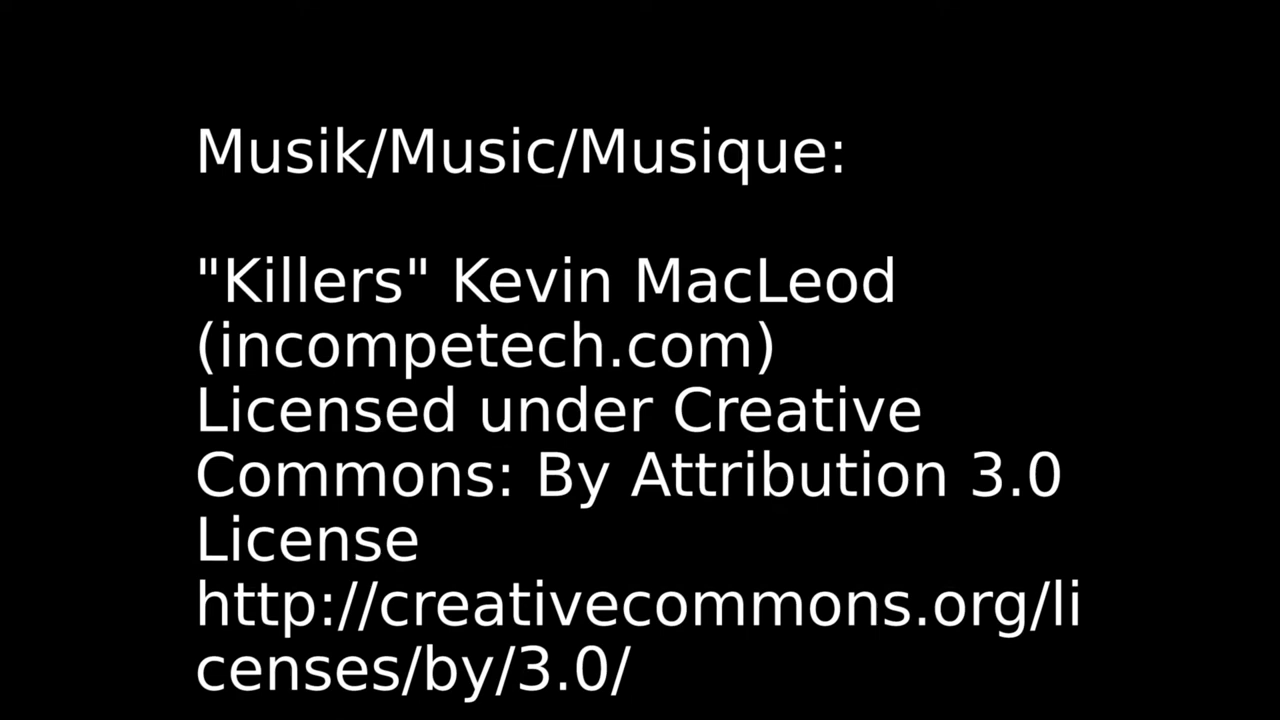 Musik/Music/Musique:
"Killers" Kevin MacLeod
(incompetech.com)
Licensed under Creative
Commons: By Attribution 3.0
License
http://creativecommons.org/li
censes/by/3.0/